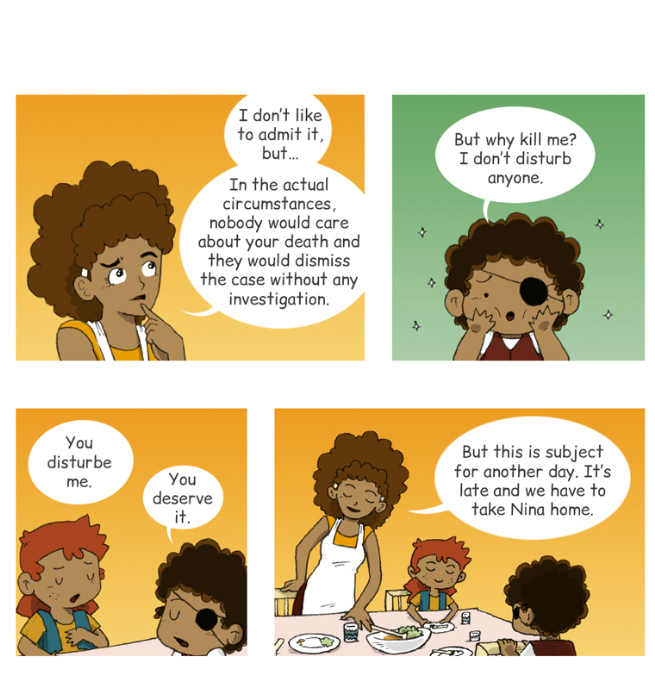 I don't like
to admit it,
but...
In the actual
circumstances,
nobody would care
about your death and
they would dismiss
the case without any
investigation.
But why kill me?
I don't disturb
anyone.
You
disturbe
me.
You
deserve
it.
But this is subject
for another day. It's
late and we have to
take Nina home.